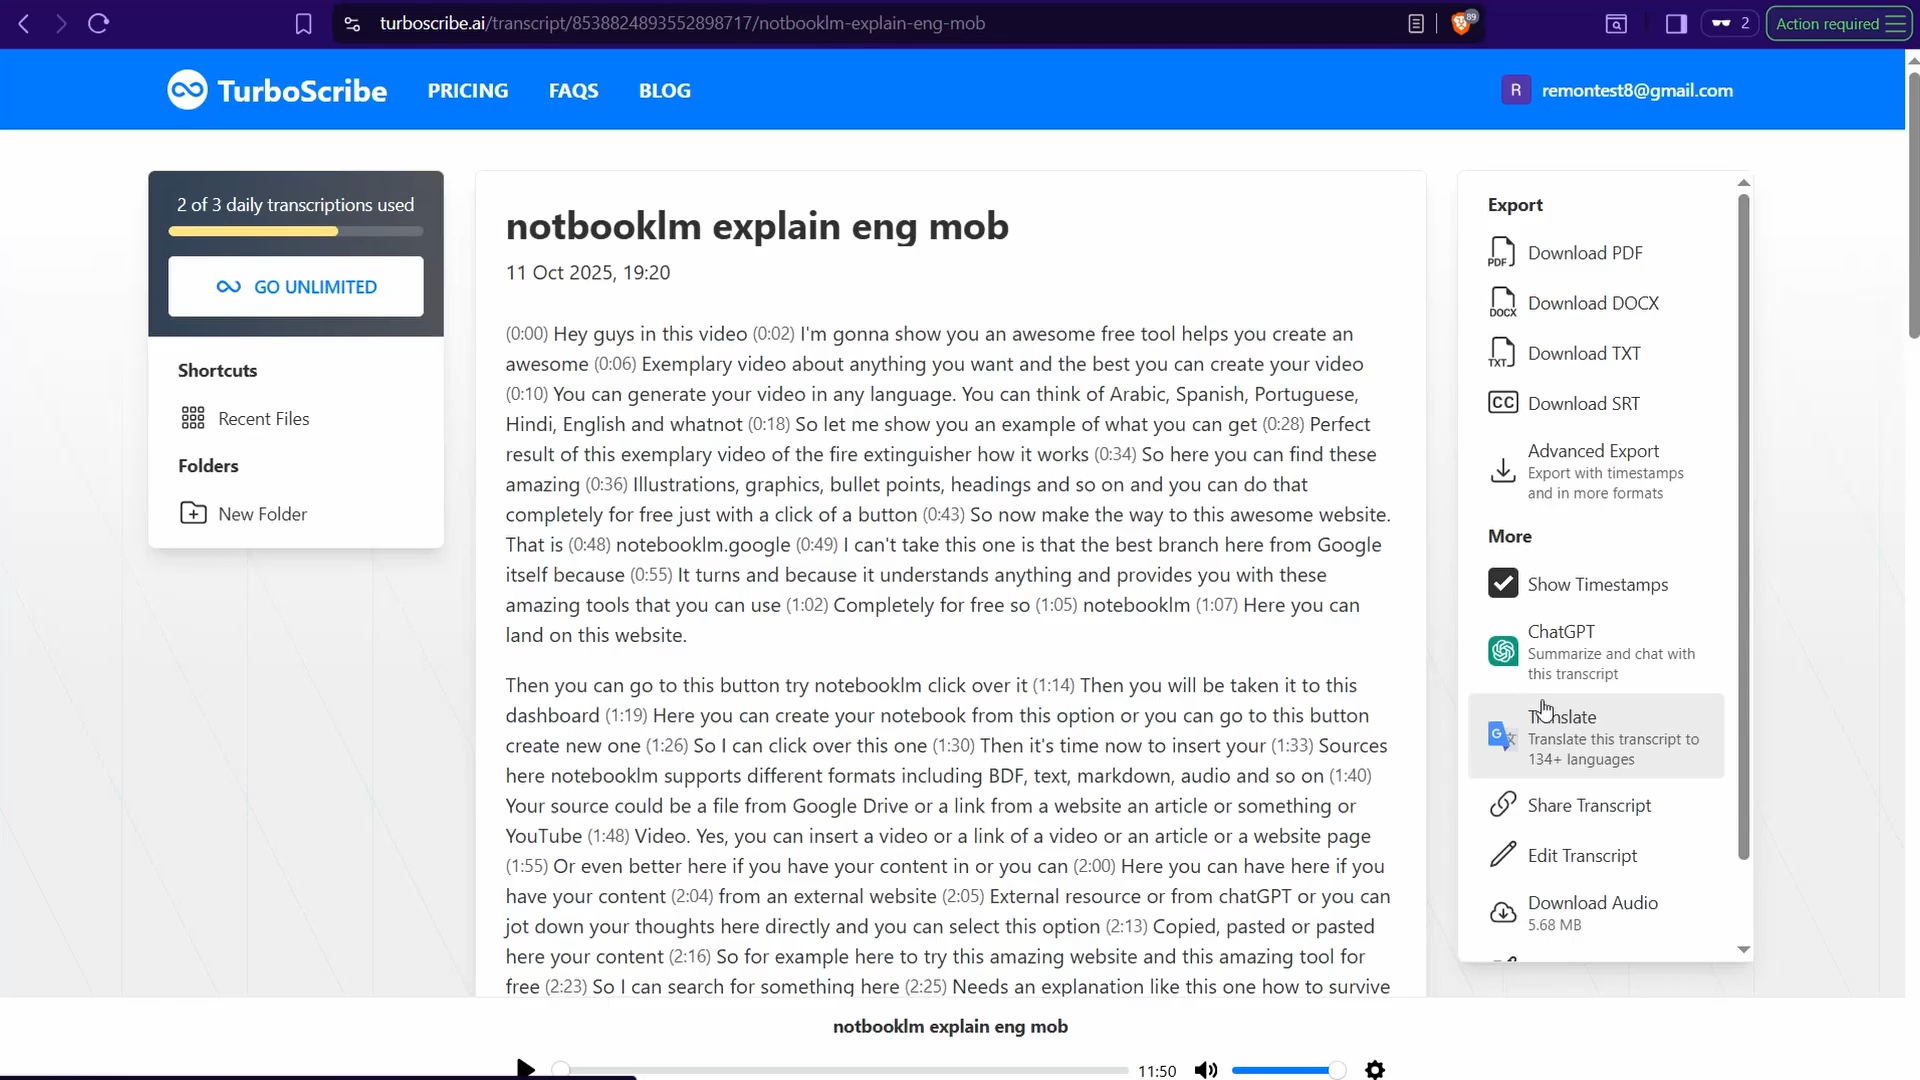 turboscribe.ai/transcript/8538824893552898717/notbooklm-explain-eng-mob
89
2
Action required
TurboScribe
PRICING
FAQS
BLOG
R
remontest8@gmail.com
2 of 3 daily transcriptions used
GO UNLIMITED
Shortcuts
Recent Files
Folders
New Folder
notbooklm explain eng mob
11 Oct 2025, 19:20
(0:00) Hey guys in this video (0:02) I'm gonna show you an awesome free tool helps you create an
awesome (0:06) Exemplary video about anything you want and the best you can create your video
(0:10) You can generate your video in any language. You can think of Arabic, Spanish, Portuguese,
Hindi, English and whatnot (0:18) So let me show you an example of what you can get (0:28) Perfect
result of this exemplary video of the fire extinguisher how it works (0:34) So here you can find these
amazing (0:36) Illustrations, graphics, bullet points, headings and so on and you can do that
completely for free just with a click of a button (0:43) So now make the way to this awesome website.
That is (0:48) notebooklm.google (0:49) I can't take this one is that the best branch here from Google
itself because (0:55) It turns and because it understands anything and provides you with these
amazing tools that you can use (1:02) Completely for free so (1:05) notebooklm (1:07) Here you can
land on this website.
Then you can go to this button try notebooklm click over it (1:14) Then you will be taken it to this
dashboard (1:19) Here you can create your notebook from this option or you can go to this button
create new one (1:26) So I can click over this one (1:30) Then it's time now to insert your (1:33) Sources
here notebooklm supports different formats including BDF, text, markdown, audio and so on (1:40)
Your source could be a file from Google Drive or a link from a website an article or something or
YouTube (1:48) Video. Yes, you can insert a video or a link of a video or an article or a website page
(1:55) Or even better here if you have your content in or you can (2:00) Here you can have here if you
have your content (2:04) from an external website (2:05) External resource or from chatGPT or you can
jot down your thoughts here directly and you can select this option (2:13) Copied, pasted or pasted
here your content (2:16) So for example here to try this amazing website and this amazing tool for
free (2:23) So I can search for something here (2:25) Needs an explanation like this one how to survive
Export
PDF
Download PDF
DOCX
Download DOCX
TXT
Download TXT
CC
Download SRT
Advanced Export
Export with timestamps
and in more formats
More
Show Timestamps
ChatGPT
Summarize and chat with
this transcript
Translate
Translate this transcript to
134+ languages
Share Transcript
Edit Transcript
Download Audio
5.68 MB
notbooklm explain eng mob
11:50